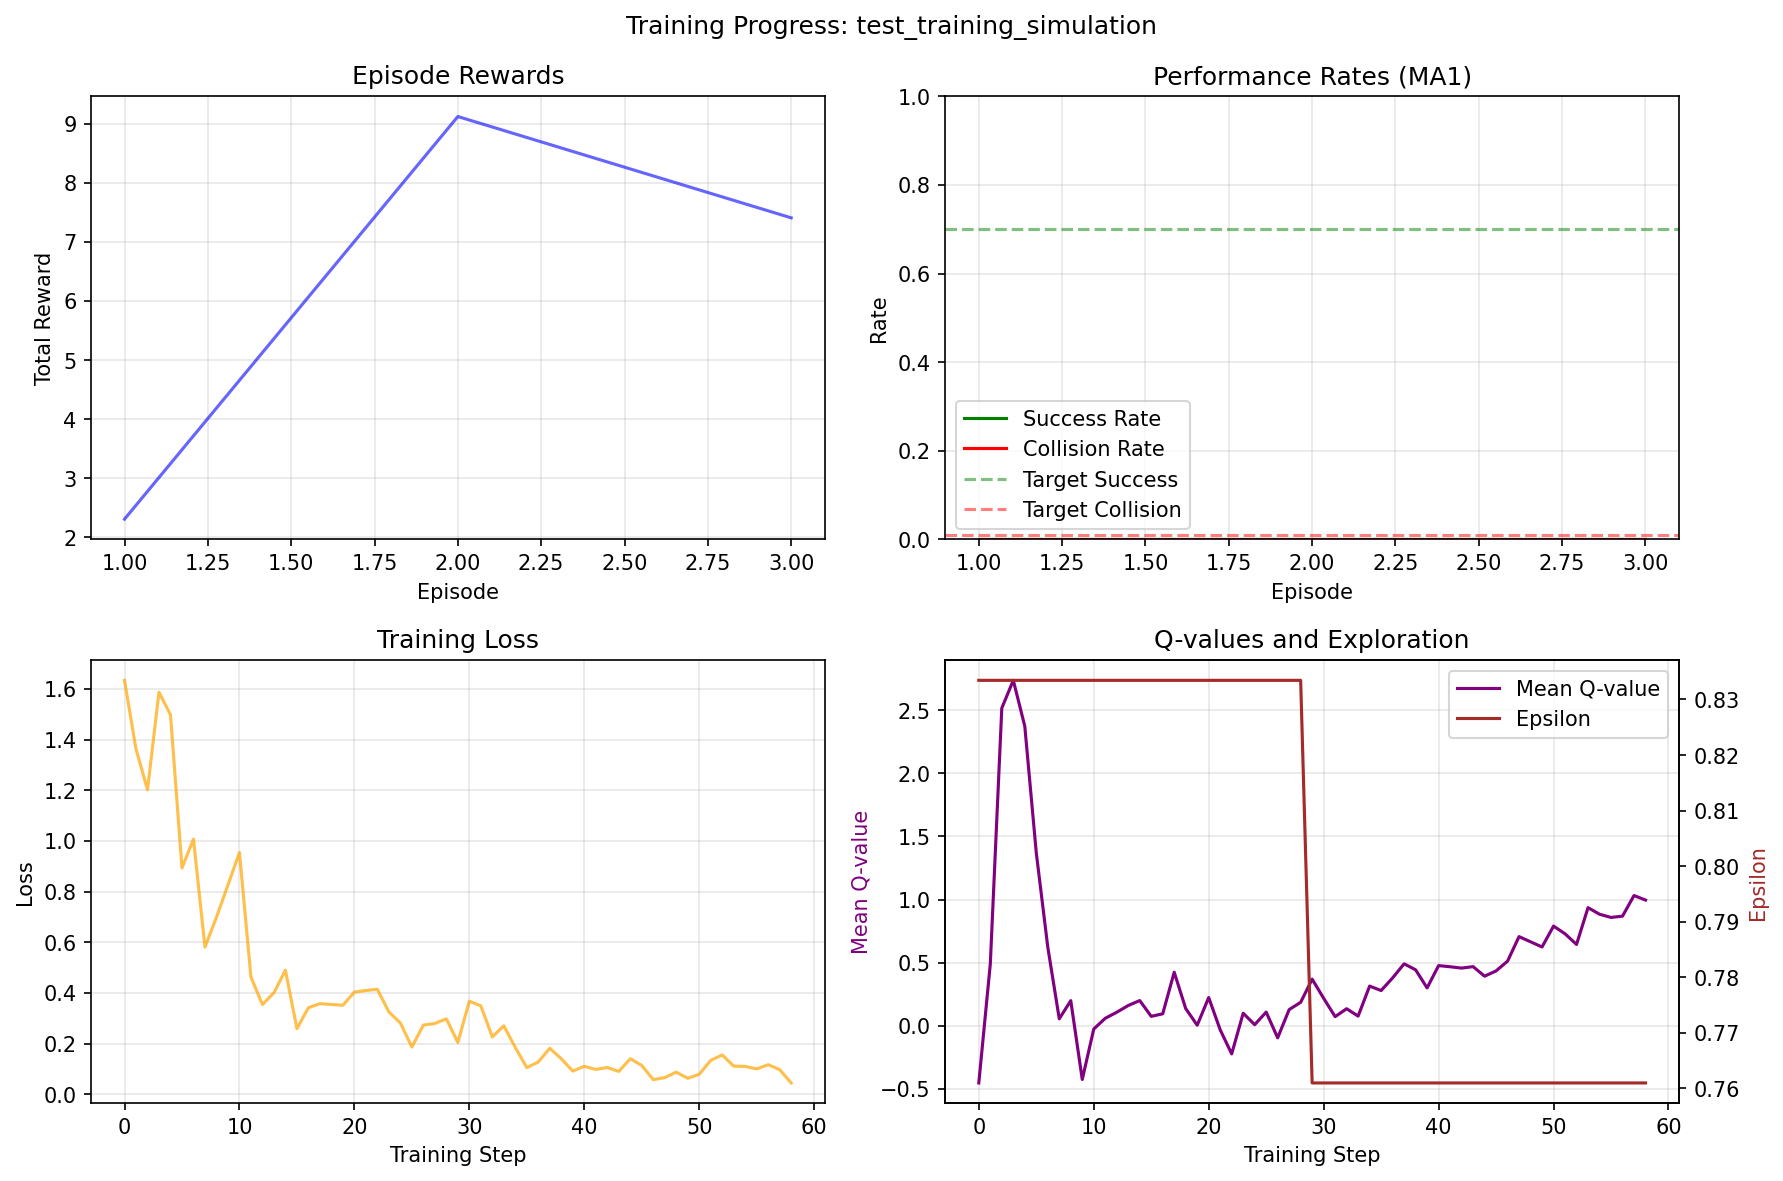 Training Progress: test_training_simulation
Episode Rewards
Total Reward
9
8
7
6
5
4
3
2
1.00 1.25 1.50 1.75 2.00 2.25 2.50 2.75 3.00
Episode
Performance Rates (MA1)
Rate
1.0
0.8
0.6
0.4
0.2
0.0
Success Rate
Collision Rate
Target Success
Target Collision
1.00 1.25 1.50 1.75 2.00 2.25 2.50 2.75 3.00
Episode
Training Loss
Loss
1.6
1.4
1.2
1.0
0.8
0.6
0.4
0.2
0.0
0 10 20 30 40 50 60
Training Step
Q-values and Exploration
Mean Q-value
2.5
2.0
1.5
1.0
0.5
0.0
−0.5
Mean Q-value
Epsilon
0.83
0.82
0.81
0.80
0.79
0.78
0.77
0.76
Epsilon
0 10 20 30 40 50 60
Training Step